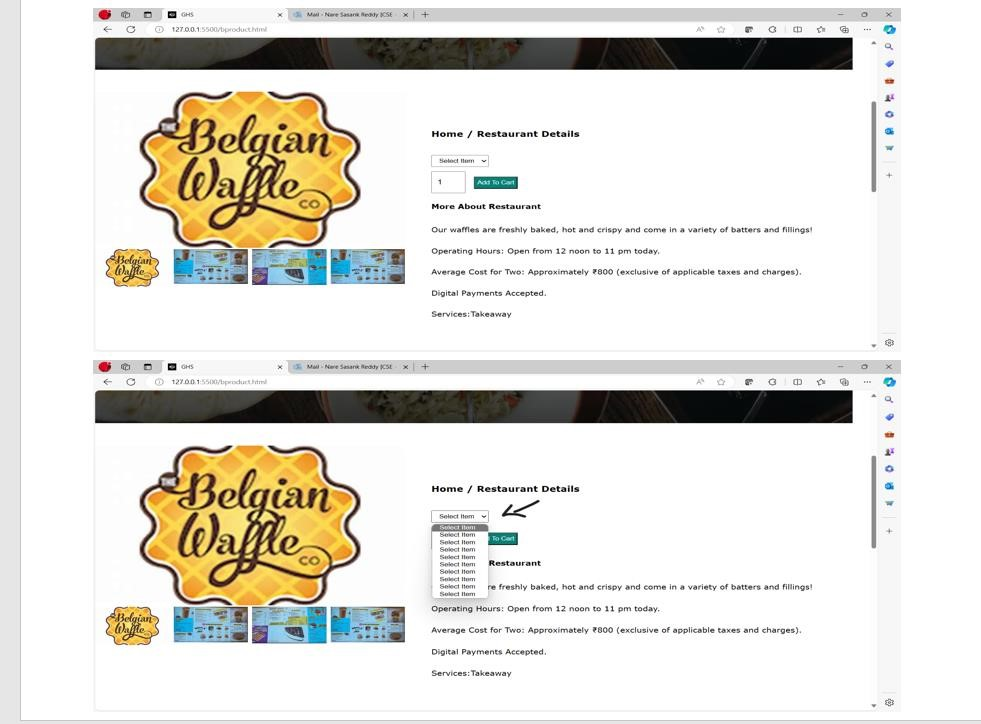 GHS
Mail - Nare Sasank Reddy [CSE -
127.0.0.1:5500/bproduct.html
THE
Belgian
Waffle
CO
Belgian
Waffle
Home / Restaurant Details
Select Item
1
Add To Cart
More About Restaurant
Our waffles are freshly baked, hot and crispy and come in a variety of batters and fillings!
Operating Hours: Open from 12 noon to 11 pm today.
Average Cost for Two: Approximately ₹800 (exclusive of applicable taxes and charges).
Digital Payments Accepted.
Services:Takeaway
GHS
Mail - Nare Sasank Reddy [CSE -
127.0.0.1:5500/bproduct.html
THE
Belgian
Waffle
CO
Belgian
Waffle
Home / Restaurant Details
Select Item
Select Item
Select Item
Select Item
Select Item
Select Item
Select Item
Select Item
Select Item
Select Item
Select Item
To Cart
Restaurant
re freshly baked, hot and crispy and come in a variety of batters and fillings!
Operating Hours: Open from 12 noon to 11 pm today.
Average Cost for Two: Approximately ₹800 (exclusive of applicable taxes and charges).
Digital Payments Accepted.
Services:Takeaway